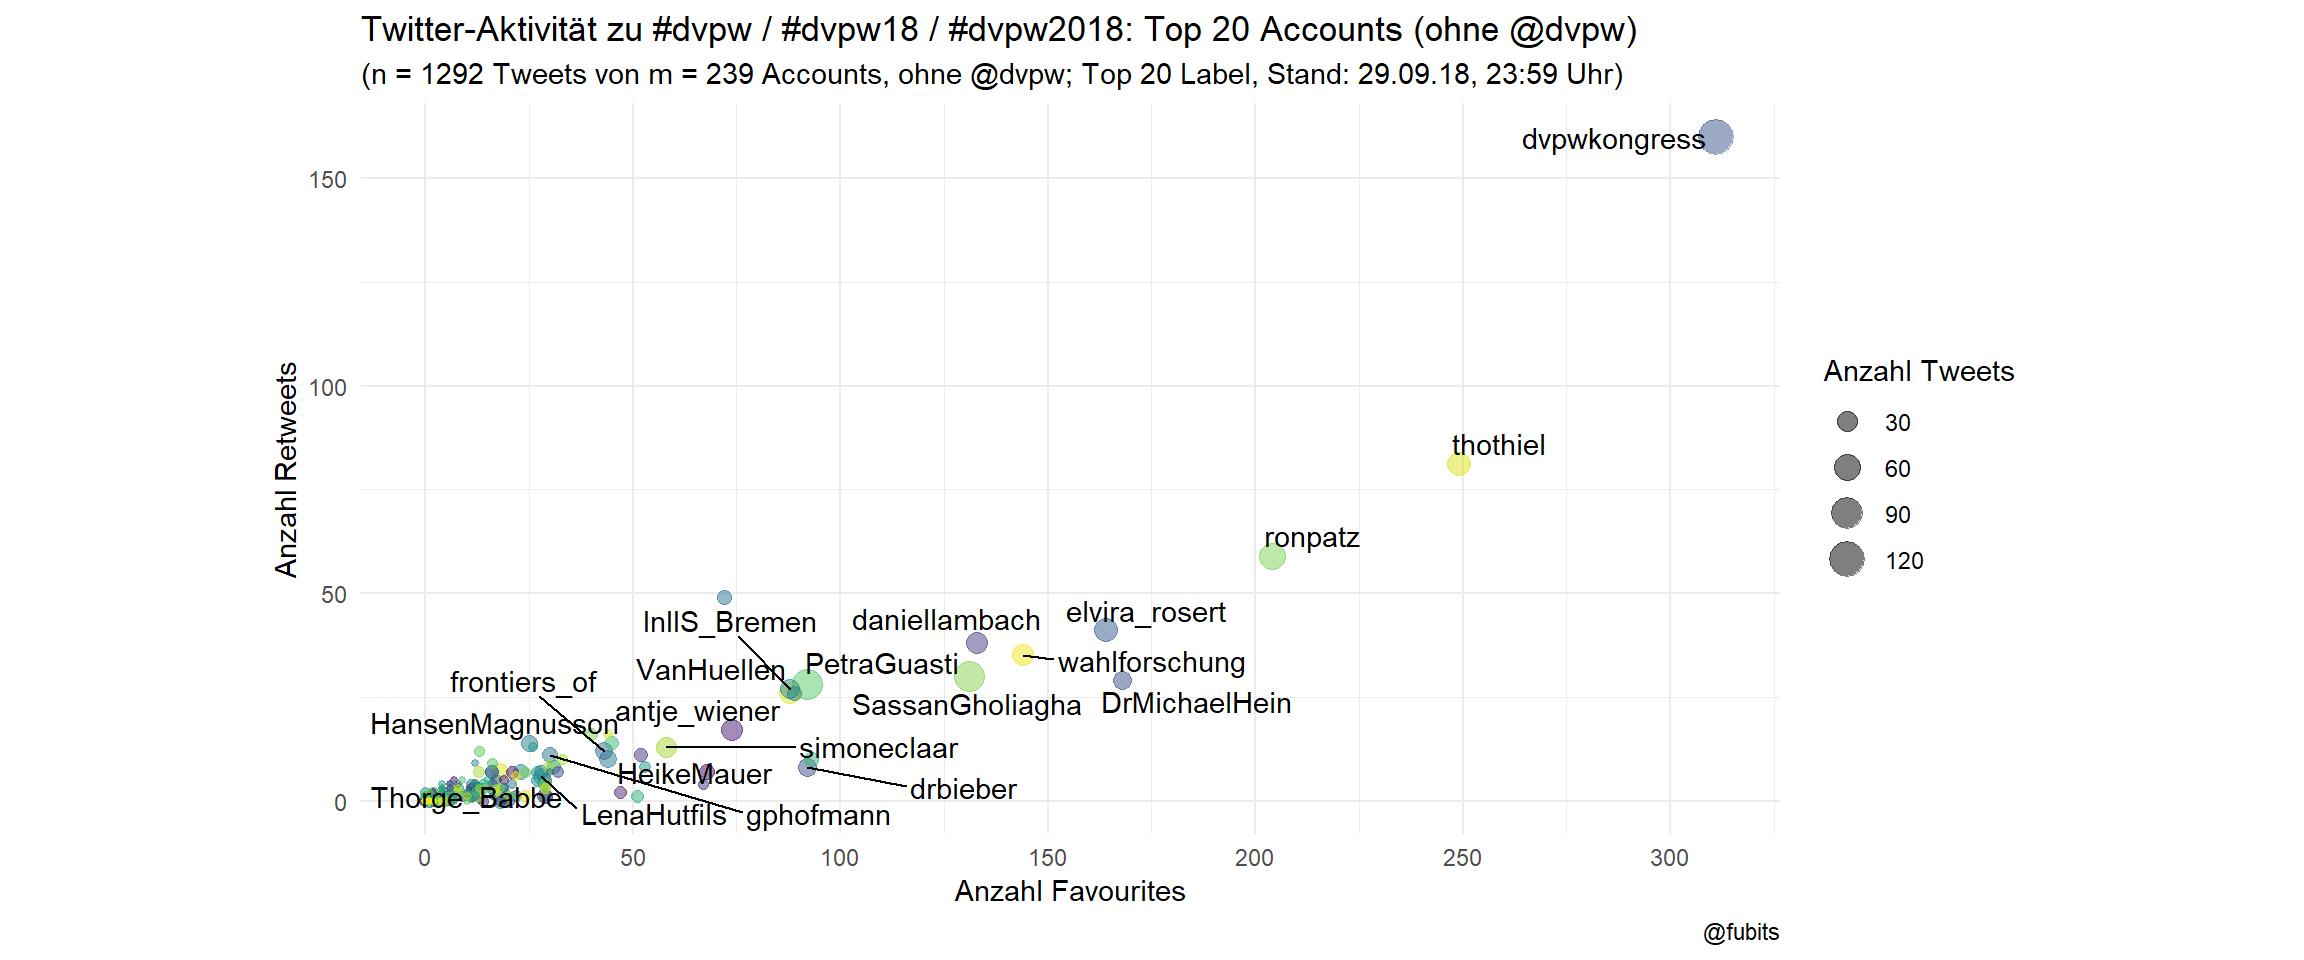 Twitter-Aktivität zu #dvpw / #dvpw18 / #dvpw2018: Top 20 Accounts (ohne @dvpw)
(n = 1292 Tweets von m = 239 Accounts, ohne @dvpw; Top 20 Label, Stand: 29.09.18, 23:59 Uhr)
dvpwkongress
150
Anzahl Tweets
100
30
thothiel
60
Anzahl Retweets
90
ronpatz
120
50
InIIS_Bremen
daniellambach
elvira_rosert
VanHuellen
PetraGuasti
wahlforschung
frontiers_of
SassanGholiagha
DrMichaelHein
HansenMagnusson
antje_wiener
simoneclaar
HeikeMauer
drbieber
0
Thorge_Babbe
LenaHutfils
gphofmann
0 50 100 150 200 250 300
Anzahl Favourites
@fubits